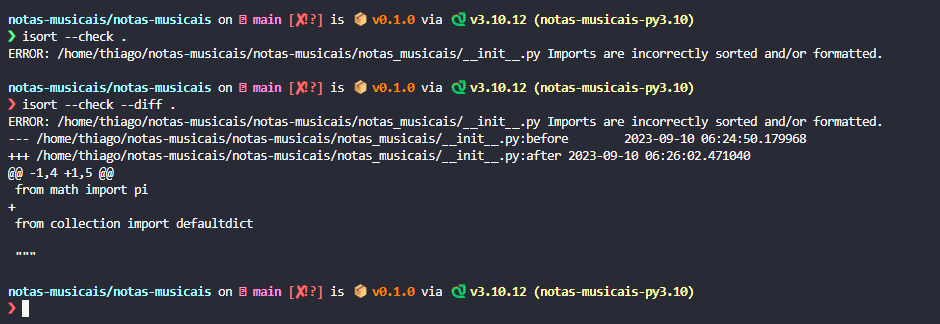 notas-musicais/notas-musicais on main [✘!?] is 📦 v0.1.0 via v3.10.12 (notas-musicais-py3.10)
❯ isort --check .
ERROR: /home/thiago/notas-musicais/notas-musicais/notas_musicais/__init__.py Imports are incorrectly sorted and/or formatted.
notas-musicais/notas-musicais on main [✘!?] is 📦 v0.1.0 via v3.10.12 (notas-musicais-py3.10)
❯ isort --check --diff .
ERROR: /home/thiago/notas-musicais/notas-musicais/notas_musicais/__init__.py Imports are incorrectly sorted and/or formatted.
--- /home/thiago/notas-musicais/notas-musicais/notas_musicais/__init__.py:before 2023-09-10 06:24:50.179968
+++ /home/thiago/notas-musicais/notas-musicais/notas_musicais/__init__.py:after 2023-09-10 06:26:02.471040
@@ -1,4 +1,5 @@
from math import pi
+
from collection import defaultdict
"""
notas-musicais/notas-musicais on main [✘!?] is 📦 v0.1.0 via v3.10.12 (notas-musicais-py3.10)
❯